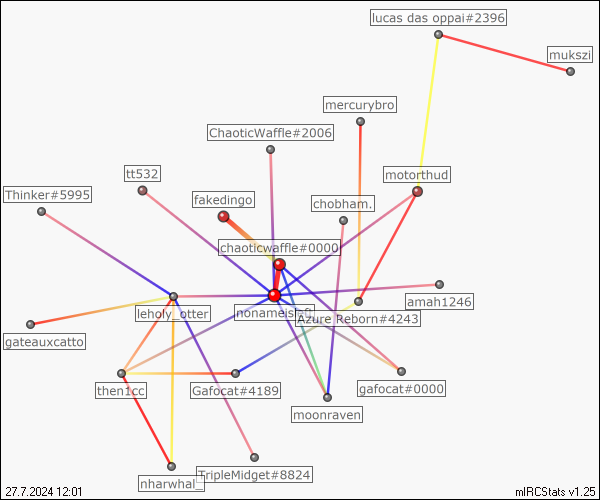 lucas das oppai#2396
mukszi
mercurybro
ChaoticWaffle#2006
tt532
motorthud
Thinker#5995
fakedingo
chobham.
chaoticwaffle#0000
amah1246
leholy_otter
Azure Reborn#4243
gateauxcatto
then1cc
Gafocat#4189
gafocat#0000
moonraven
TripleMidget#8824
nharwhal_
27.7.2024 12:01
mIRCStats v1.25